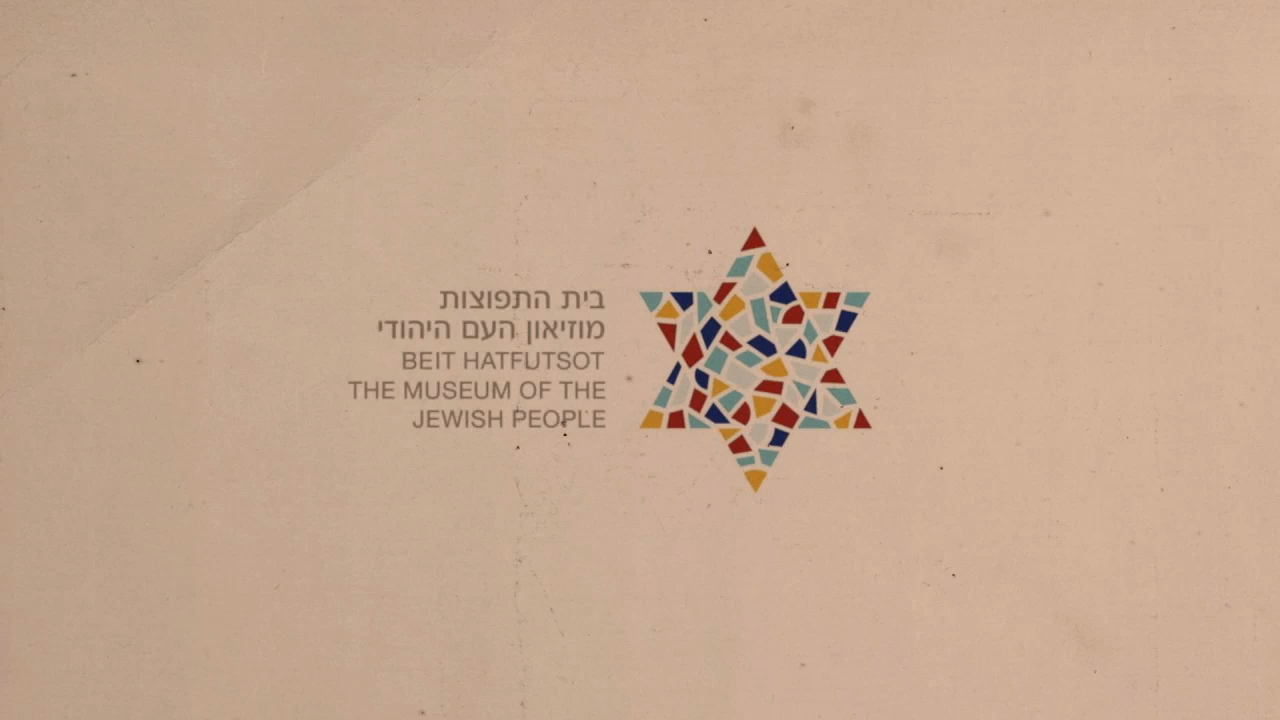 בית התפוצות
מוזיאון העם היהודי
BEIT HATFUTSOT
THE MUSEUM OF THE
JEWISH PEOPLE